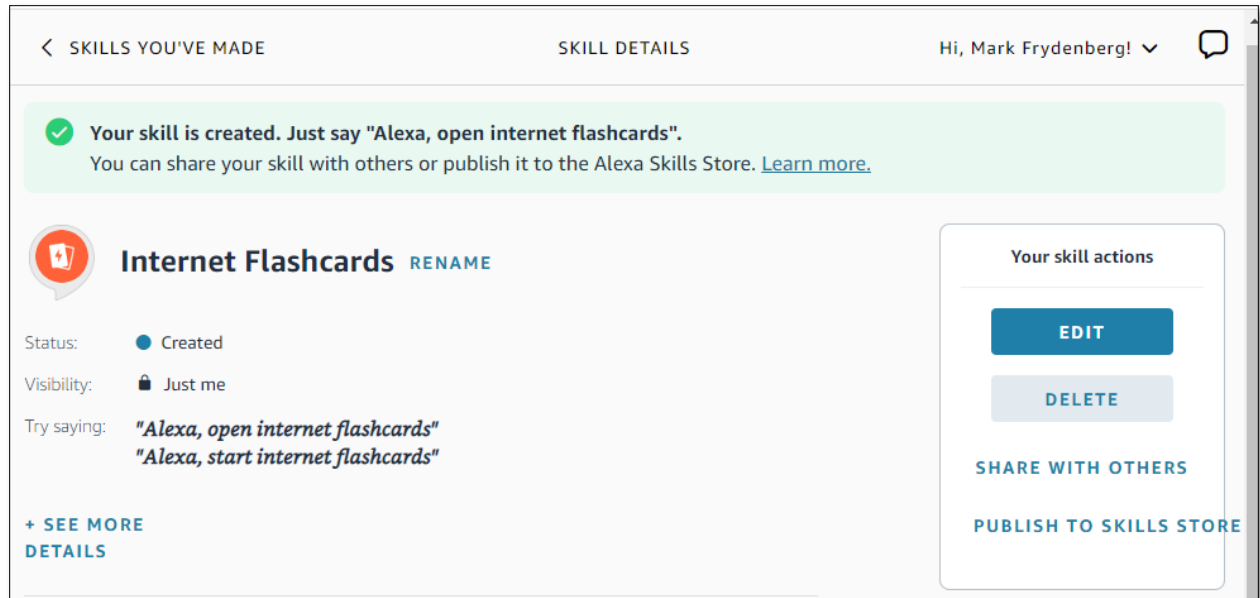 SKILLS YOU'VE MADE
SKILL DETAILS
Hi, Mark Frydenberg!
Your skill is created. Just say "Alexa, open internet flashcards".
You can share your skill with others or publish it to the Alexa Skills Store. Learn more.
Internet Flashcards RENAME
Status: Created
Visibility: Just me
Try saying: "Alexa, open internet flashcards"
"Alexa, start internet flashcards"
+ SEE MORE
DETAILS
Your skill actions
EDIT
DELETE
SHARE WITH OTHERS
PUBLISH TO SKILLS STORE